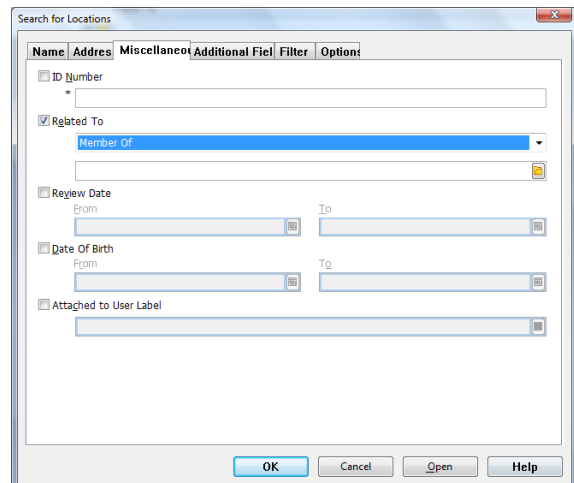 Search for Locations
Name Addres Miscellaneou Additional Fiel Filter Options
ID Number
*
Related To
Member Of
Review Date
From To
Date Of Birth
From To
Attached to User Label
OK Cancel Open Help